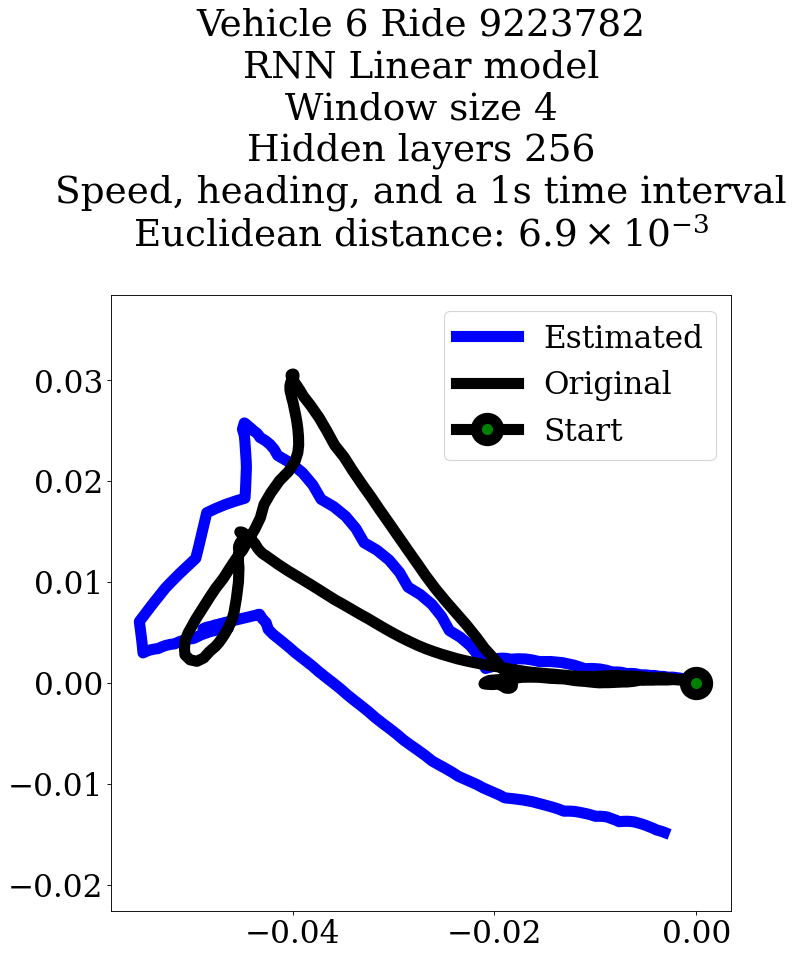 Vehicle 6 Ride 9223782
RNN Linear model
Window size 4
Hidden layers 256
Speed, heading, and a 1s time interval
Euclidean distance: 6.9 × 10⁻³
Estimated
Original
Start
0.03
0.02
0.01
0.00
−0.01
−0.02
−0.04 −0.02 0.00